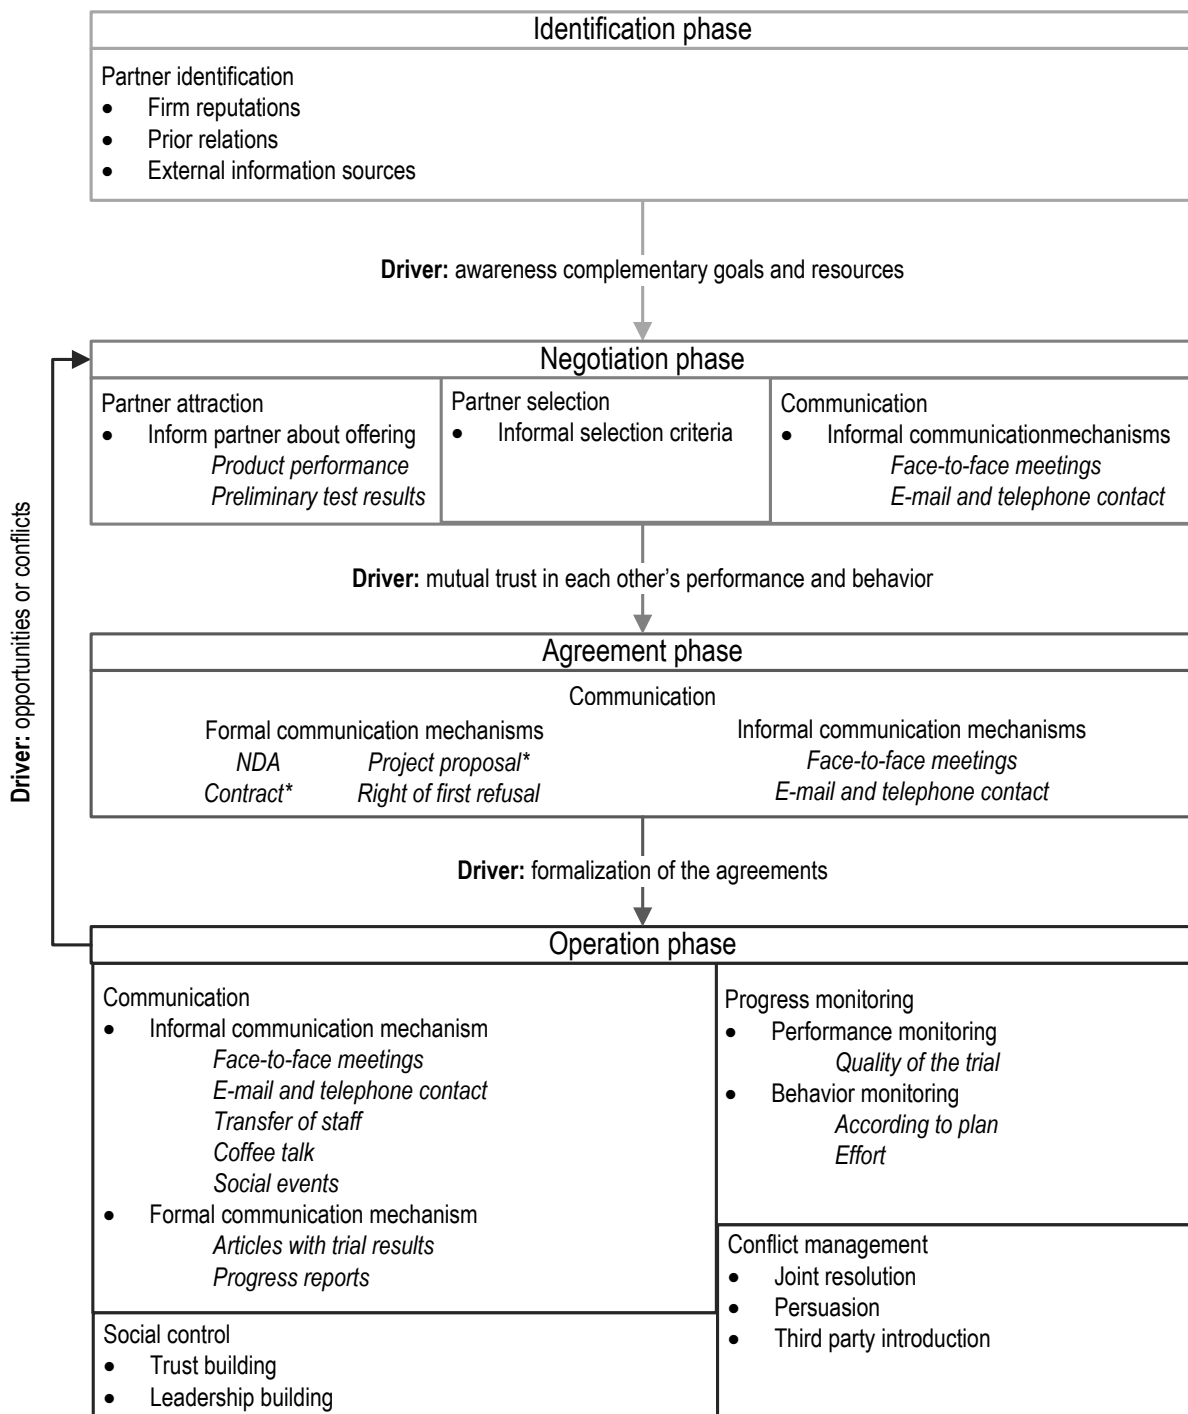 Identification phase
Partner identification
• Firm reputations
• Prior relations
• External information sources
Driver: awareness complementary goals and resources
Negotiation phase
Partner attraction
• Inform partner about offering
Product performance
Preliminary test results
Partner selection
• Informal selection criteria
Communication
• Informal communicationmechanisms
Face-to-face meetings
E-mail and telephone contact
Driver: mutual trust in each other's performance and behavior
Agreement phase
Communication
Formal communication mechanisms
NDA Project proposal*
Contract* Right of first refusal
Informal communication mechanisms
Face-to-face meetings
E-mail and telephone contact
Driver: formalization of the agreements
Driver: opportunities or conflicts
Operation phase
Communication
• Informal communication mechanism
Face-to-face meetings
E-mail and telephone contact
Transfer of staff
Coffee talk
Social events
• Formal communication mechanism
Articles with trial results
Progress reports
Social control
• Trust building
• Leadership building
Progress monitoring
• Performance monitoring
Quality of the trial
• Behavior monitoring
According to plan
Effort
Conflict management
• Joint resolution
• Persuasion
• Third party introduction